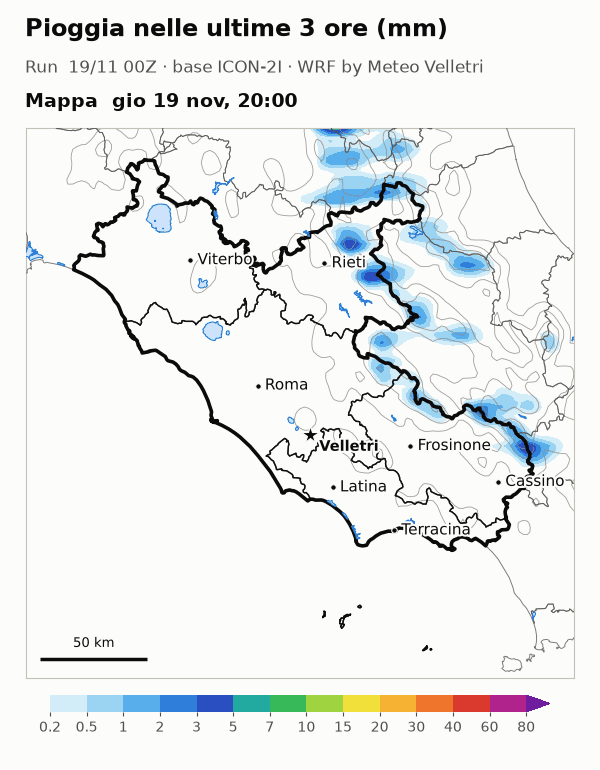 Pioggia nelle ultime 3 ore (mm)
Run  19/11 00Z · base ICON-2I · WRF by Meteo Velletri
Mappa  gio 19 nov, 20:00
Viterbo
Rieti
Roma
Velletri
Frosinone
Latina
Cassino
Terracina
50 km
0.2 0.5 1 2 3 5 7 10 15 20 30 40 60 80